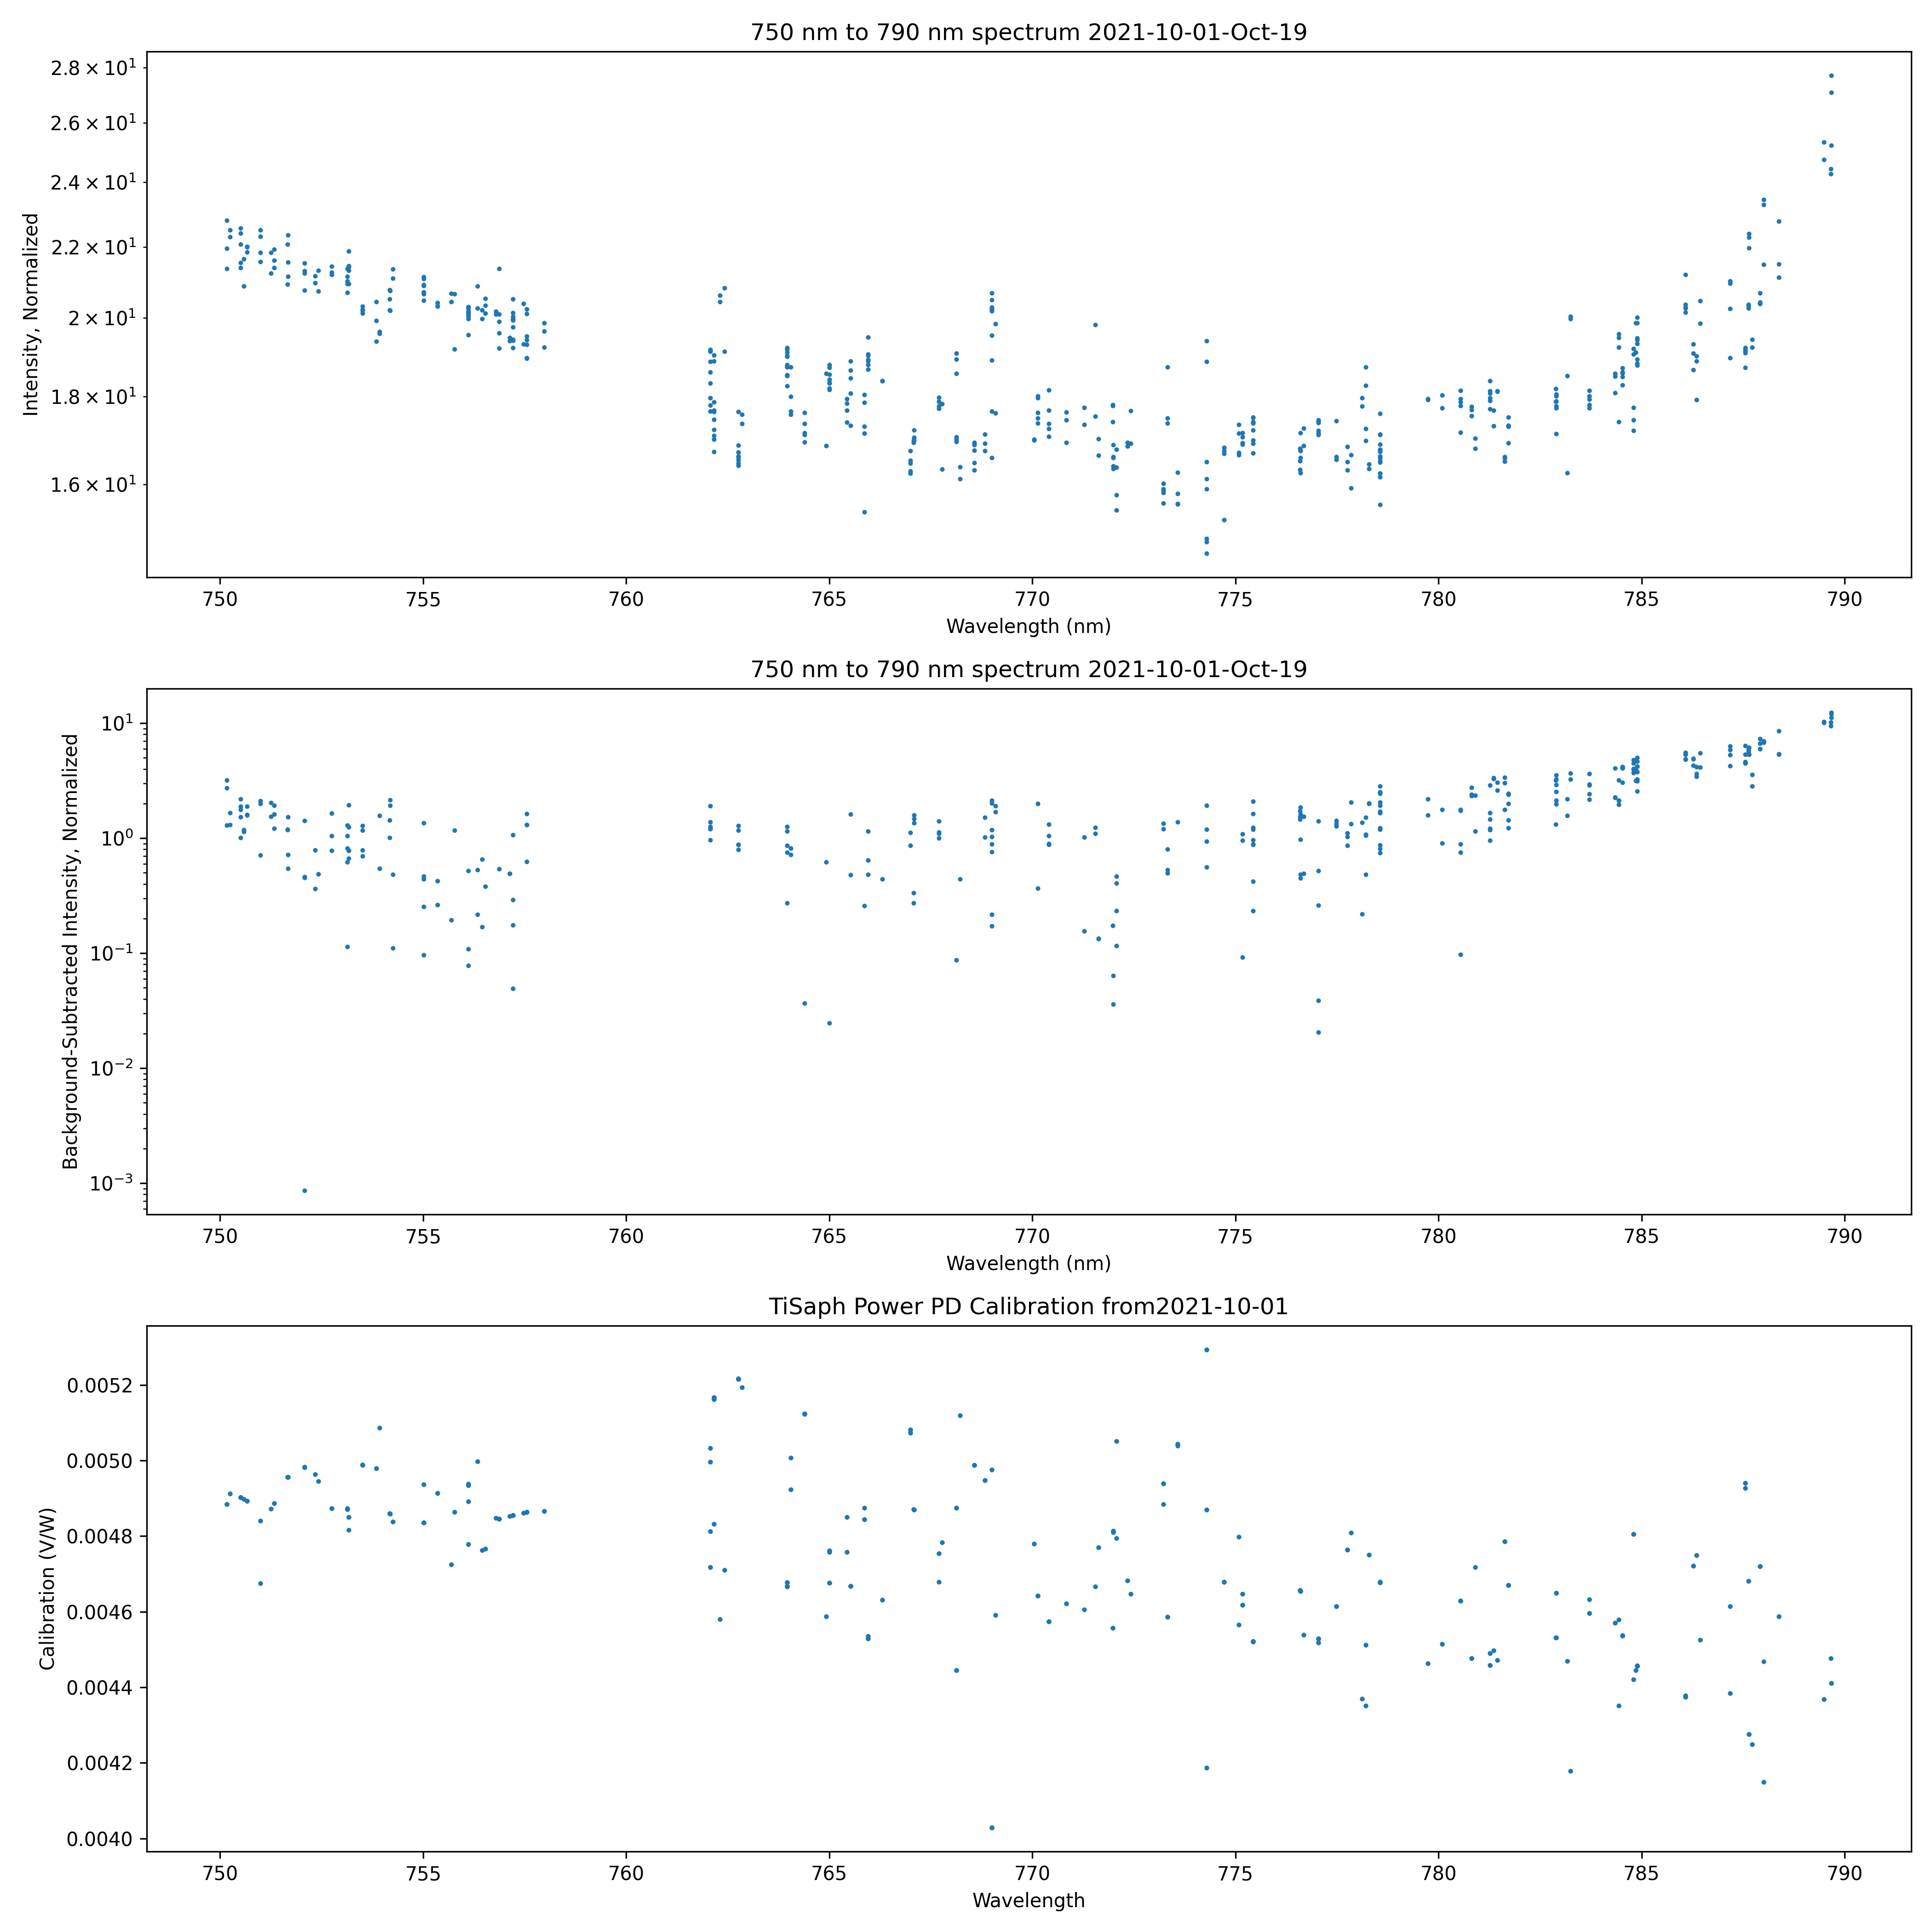 750 nm to 790 nm spectrum 2021-10-01-Oct-19
Intensity, Normalized
2.8 × 10¹
2.6 × 10¹
2.4 × 10¹
2.2 × 10¹
2 × 10¹
1.8 × 10¹
1.6 × 10¹
750 755 760 765 770 775 780 785 790
Wavelength (nm)
750 nm to 790 nm spectrum 2021-10-01-Oct-19
Background-Subtracted Intensity, Normalized
10¹
10⁰
10⁻¹
10⁻²
10⁻³
750 755 760 765 770 775 780 785 790
Wavelength (nm)
TiSaph Power PD Calibration from2021-10-01
Calibration (V/W)
0.0052
0.0050
0.0048
0.0046
0.0044
0.0042
0.0040
750 755 760 765 770 775 780 785 790
Wavelength